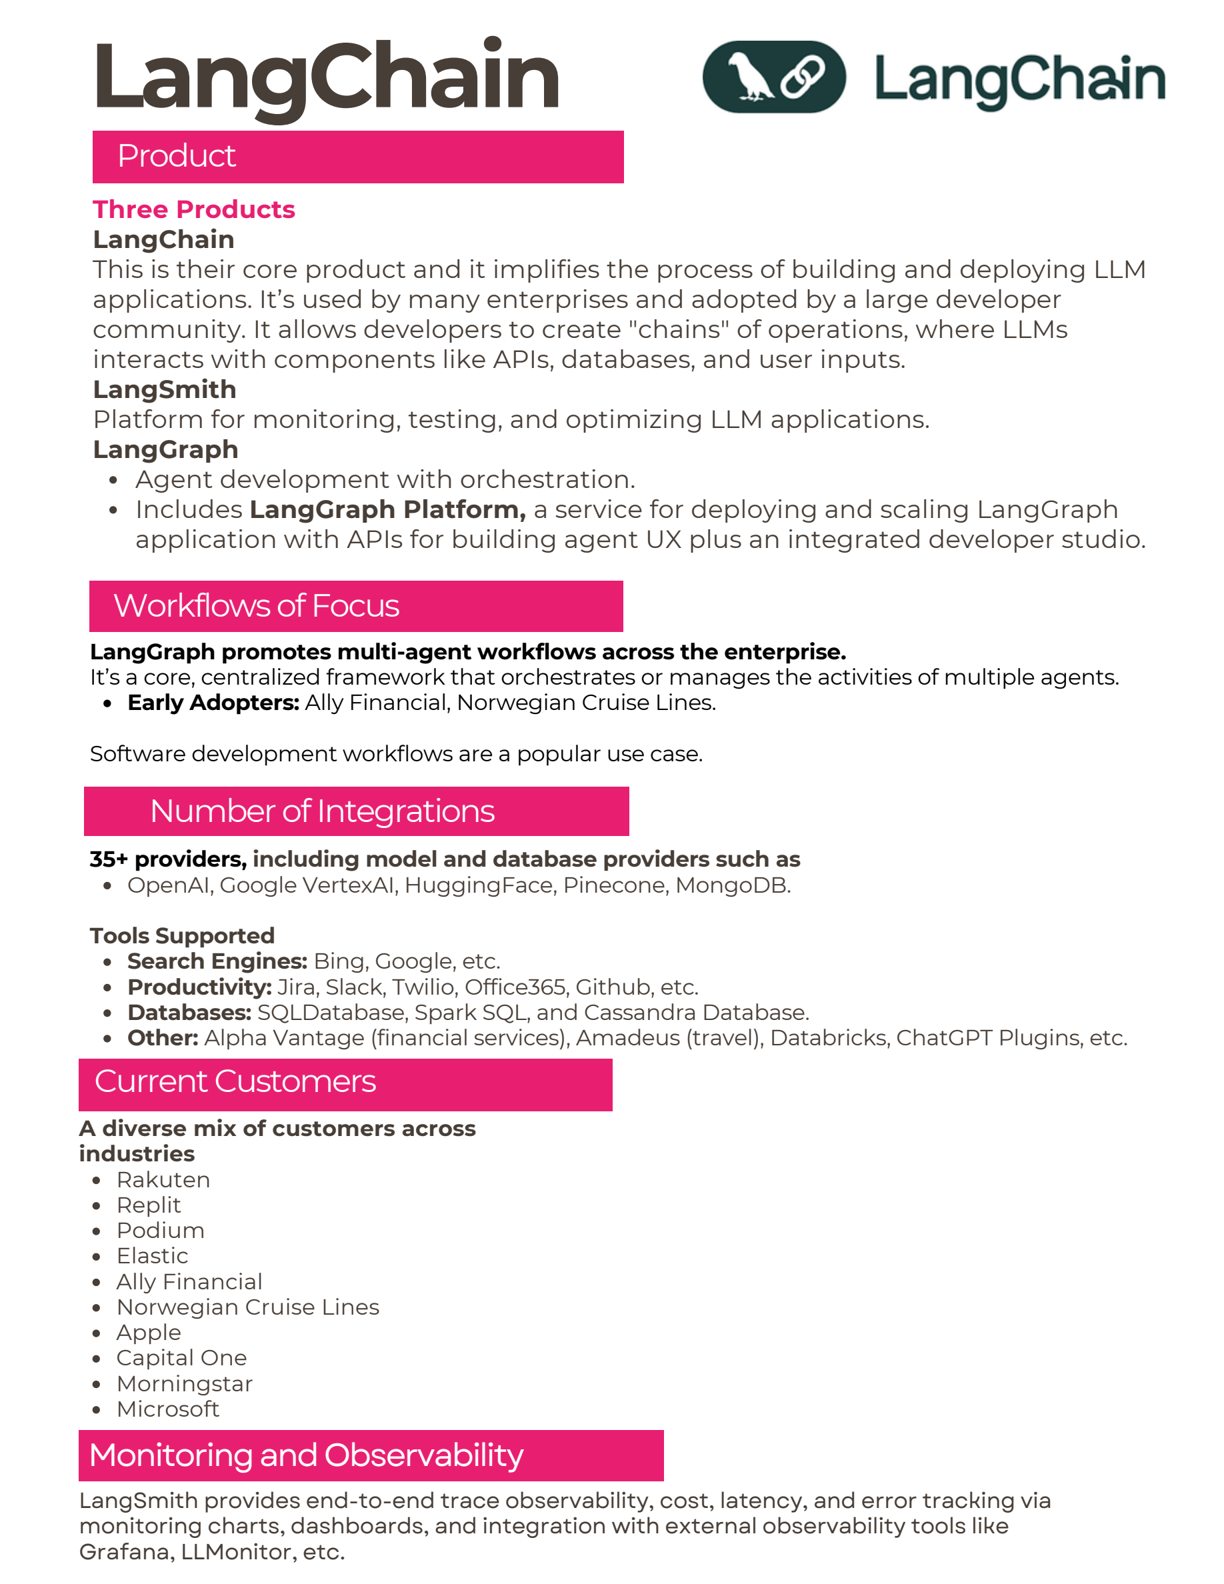 LangChain
LangChain
Product
Three Products
LangChain
This is their core product and it implifies the process of building and deploying LLM
applications. It’s used by many enterprises and adopted by a large developer
community. It allows developers to create "chains" of operations, where LLMs
interacts with components like APIs, databases, and user inputs.
LangSmith
Platform for monitoring, testing, and optimizing LLM applications.
LangGraph
• Agent development with orchestration.
• Includes LangGraph Platform, a service for deploying and scaling LangGraph
application with APIs for building agent UX plus an integrated developer studio.
Workflows of Focus
LangGraph promotes multi-agent workflows across the enterprise.
It’s a core, centralized framework that orchestrates or manages the activities of multiple agents.
• Early Adopters: Ally Financial, Norwegian Cruise Lines.
Software development workflows are a popular use case.
Number of Integrations
35+ providers, including model and database providers such as
• OpenAI, Google VertexAI, HuggingFace, Pinecone, MongoDB.
Tools Supported
• Search Engines: Bing, Google, etc.
• Productivity: Jira, Slack, Twilio, Office365, Github, etc.
• Databases: SQLDatabase, Spark SQL, and Cassandra Database.
• Other: Alpha Vantage (financial services), Amadeus (travel), Databricks, ChatGPT Plugins, etc.
Current Customers
A diverse mix of customers across
industries
• Rakuten
• Replit
• Podium
• Elastic
• Ally Financial
• Norwegian Cruise Lines
• Apple
• Capital One
• Morningstar
• Microsoft
Monitoring and Observability
LangSmith provides end-to-end trace observability, cost, latency, and error tracking via
monitoring charts, dashboards, and integration with external observability tools like
Grafana, LLMonitor, etc.